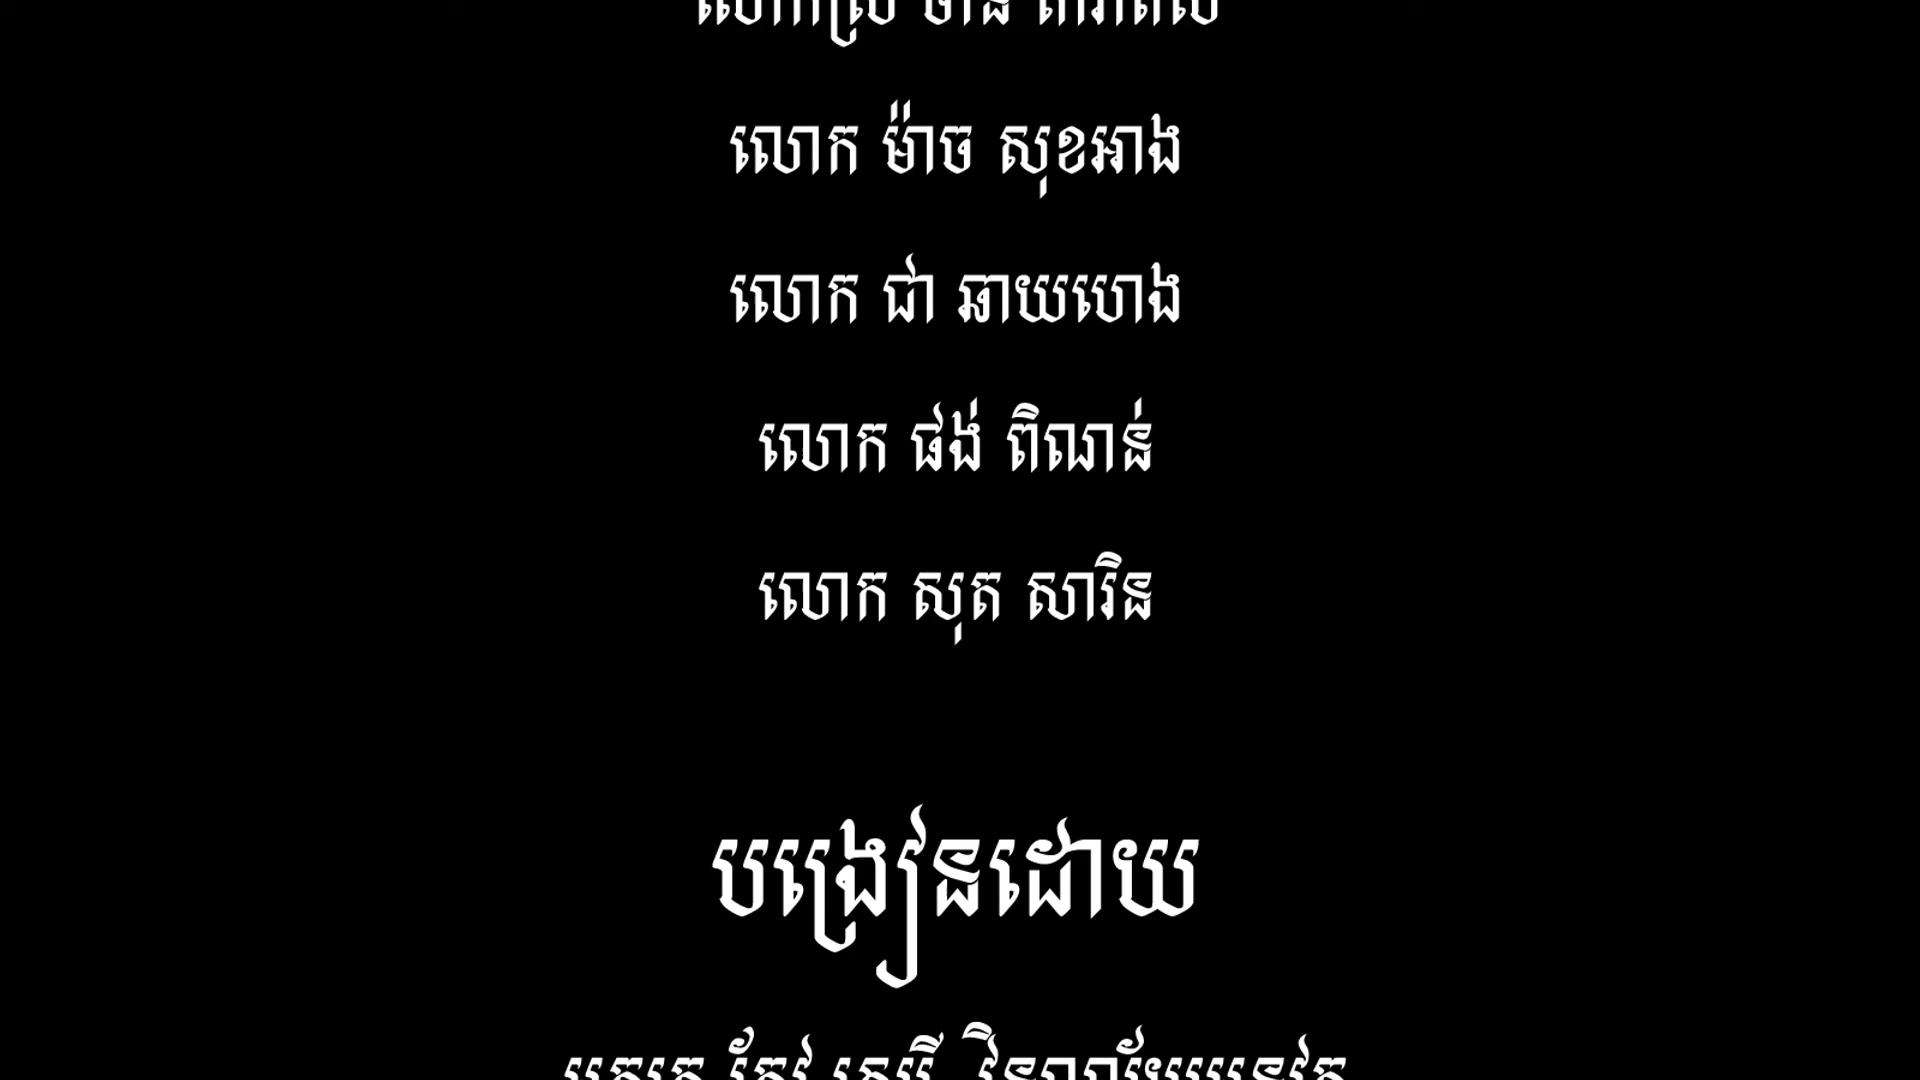 លោក ម៉ាច សុខអាង
លោក ជា ឆាយហេង
លោក ផង់ ពិណន់
លោក សុត សារិន
បង្រៀនដោយ